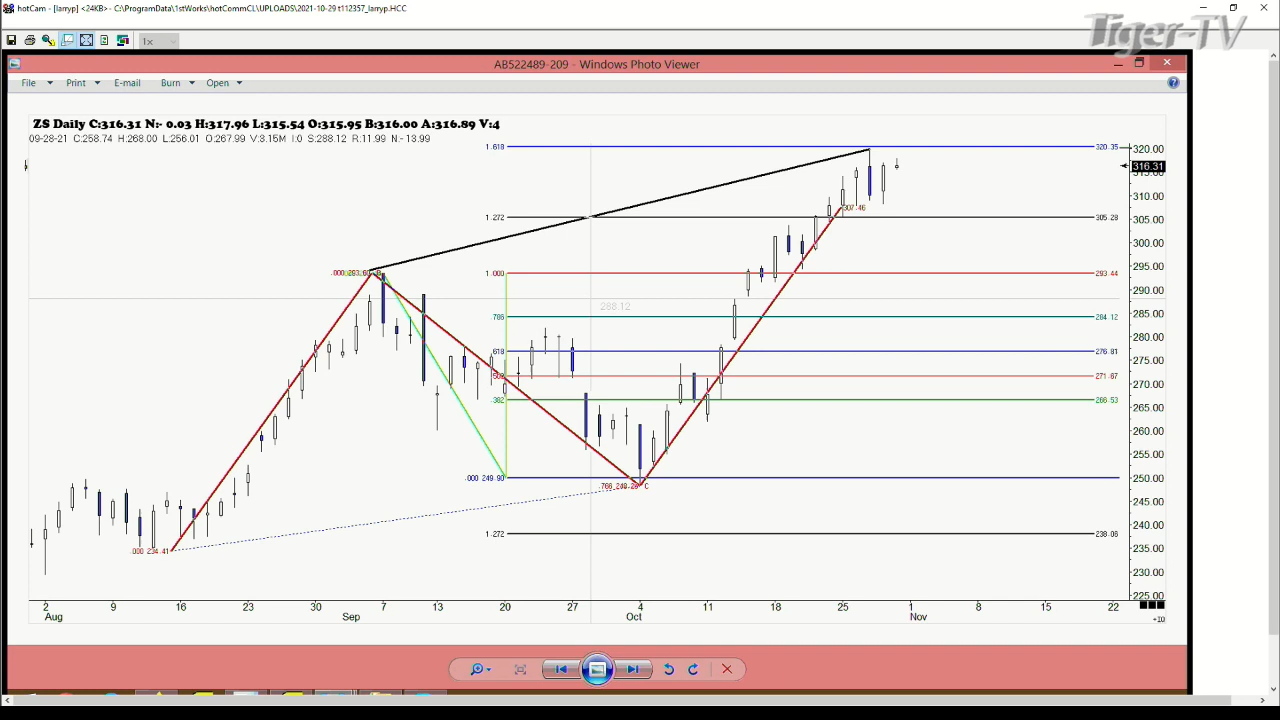 hotCam - [larryp] <24KB> - C:\ProgramData\1stWorks\hotCommCL\UPLOADS\2021-10-29 t112357_larryp.HCC
Tiger-TV
1x
AB522489-209 - Windows Photo Viewer
File Print E-mail Burn Open
ZS Daily C:316.31 N:- 0.03 H:317.96 L:315.54 O:315.95 B:316.00 A:316.89 V:4
09-28-21 C:258.74 H:268.00 L:256.01 O:267.99 V:8.15M I:0 S:288.12 R:11.99 N:-13.99
1.618 320.35 320.00
316.31
315.00
310.00
307.46
1.272 305.28 305.00
300.00
295.00
1.000 293.44
290.00
288.12
786 284.12 285.00
280.00
618 276.81
275.00
500 271.67
270.00
.382 266.53
265.00
260.00
255.00
.000 249.90 250.00
C
245.00
240.00
1.272 238.08
235.00
.000 234.41
230.00
225.00
2 9 16 23 30 7 13 20 27 4 11 18 25 1 8 15 22
Aug Sep Oct Nov